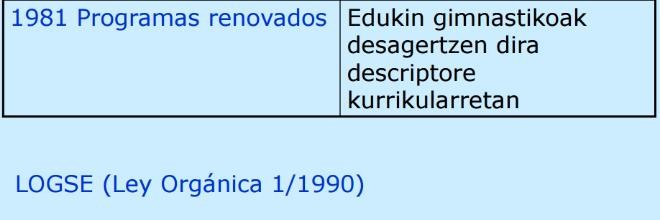 1981 Programas renovados
Edukin gimnastikoak
desagertzen dira
descriptore
kurrikularretan
LOGSE (Ley Orgánica 1/1990)